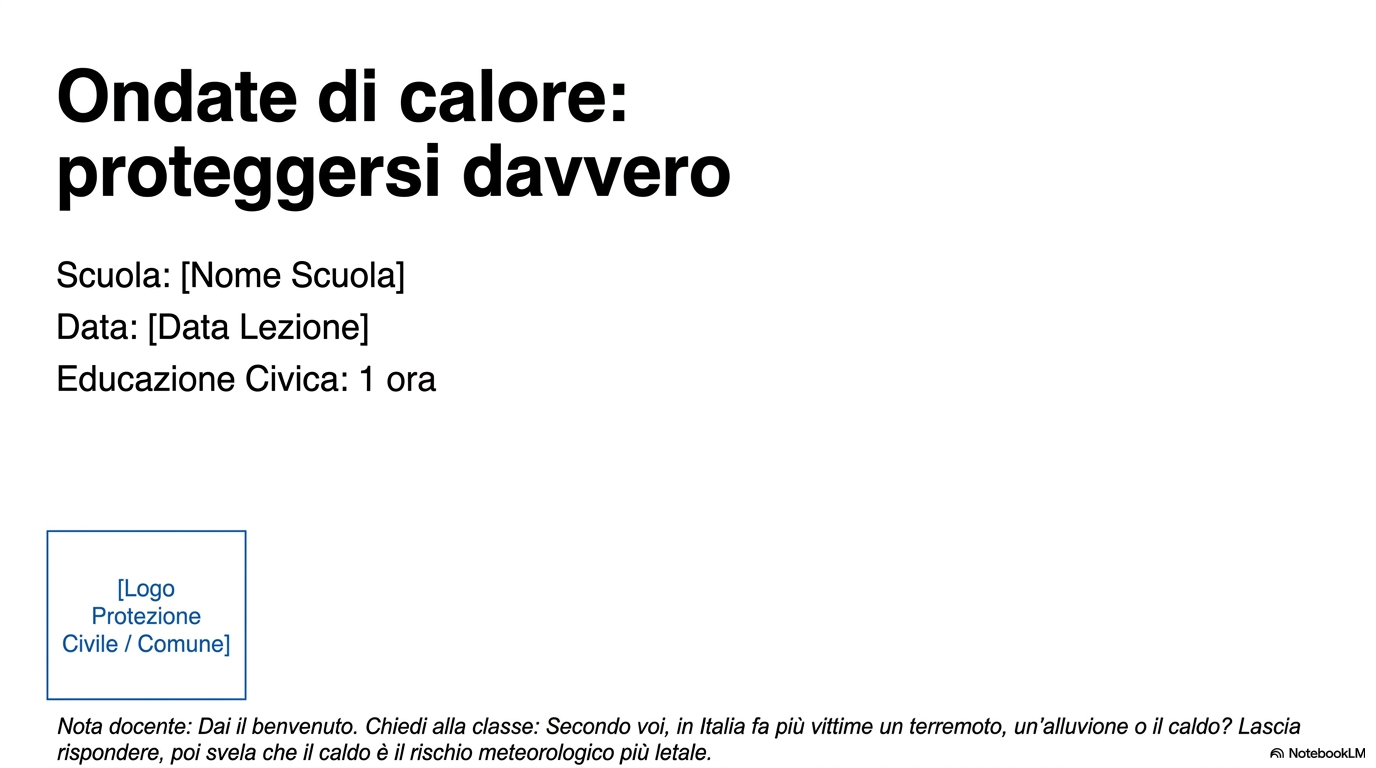 Ondate di calore:
proteggersi davvero
Scuola: [Nome Scuola]
Data: [Data Lezione]
Educazione Civica: 1 ora
[Logo
Protezione
Civile / Comune]
Nota docente: Dai il benvenuto. Chiedi alla classe: Secondo voi, in Italia fa più vittime un terremoto, un’alluvione o il caldo? Lascia
rispondere, poi svela che il caldo è il rischio meteorologico più letale.
NotebookLM